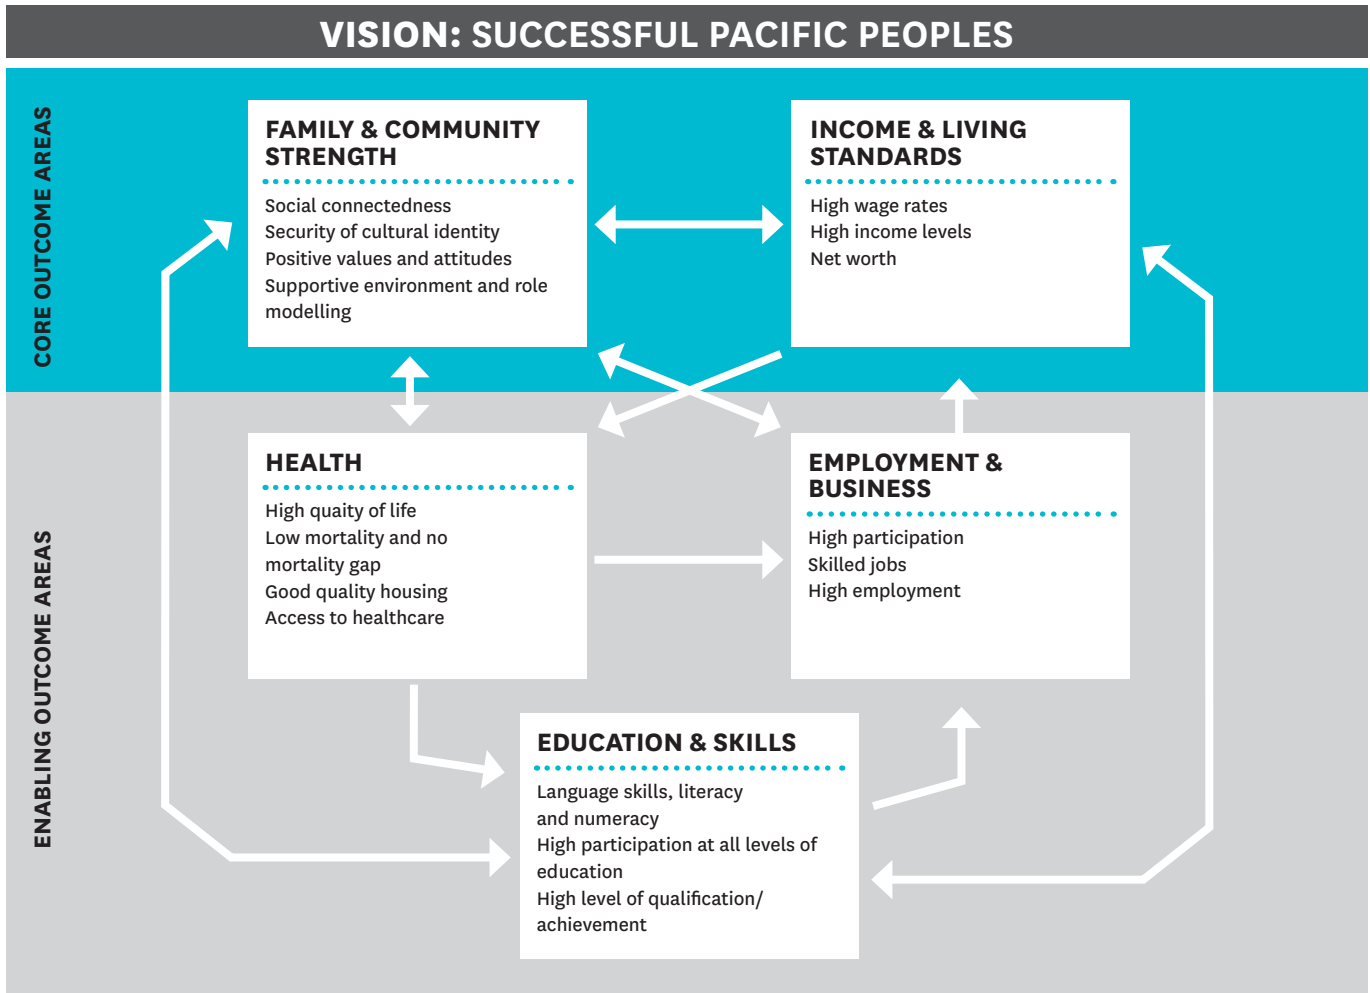 VISION: SUCCESSFUL PACIFIC PEOPLES
CORE OUTCOME AREAS
FAMILY & COMMUNITY
STRENGTH
Social connectedness
Security of cultural identity
Positive values and attitudes
Supportive environment and role
modelling
INCOME & LIVING
STANDARDS
High wage rates
High income levels
Net worth
ENABLING OUTCOME AREAS
HEALTH
High quaity of life
Low mortality and no
mortality gap
Good quality housing
Access to healthcare
EMPLOYMENT &
BUSINESS
High participation
Skilled jobs
High employment
EDUCATION & SKILLS
Language skills, literacy
and numeracy
High participation at all levels of
education
High level of qualification/
achievement